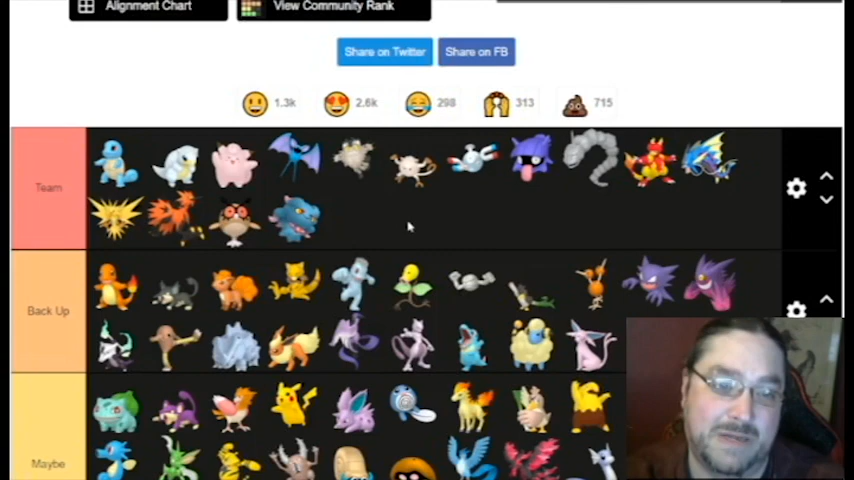 Alignment Chart
View Community Rank
Share on Twitter
Share on FB
1.3k
2.6k
298
313
715
Team
Back Up
Maybe